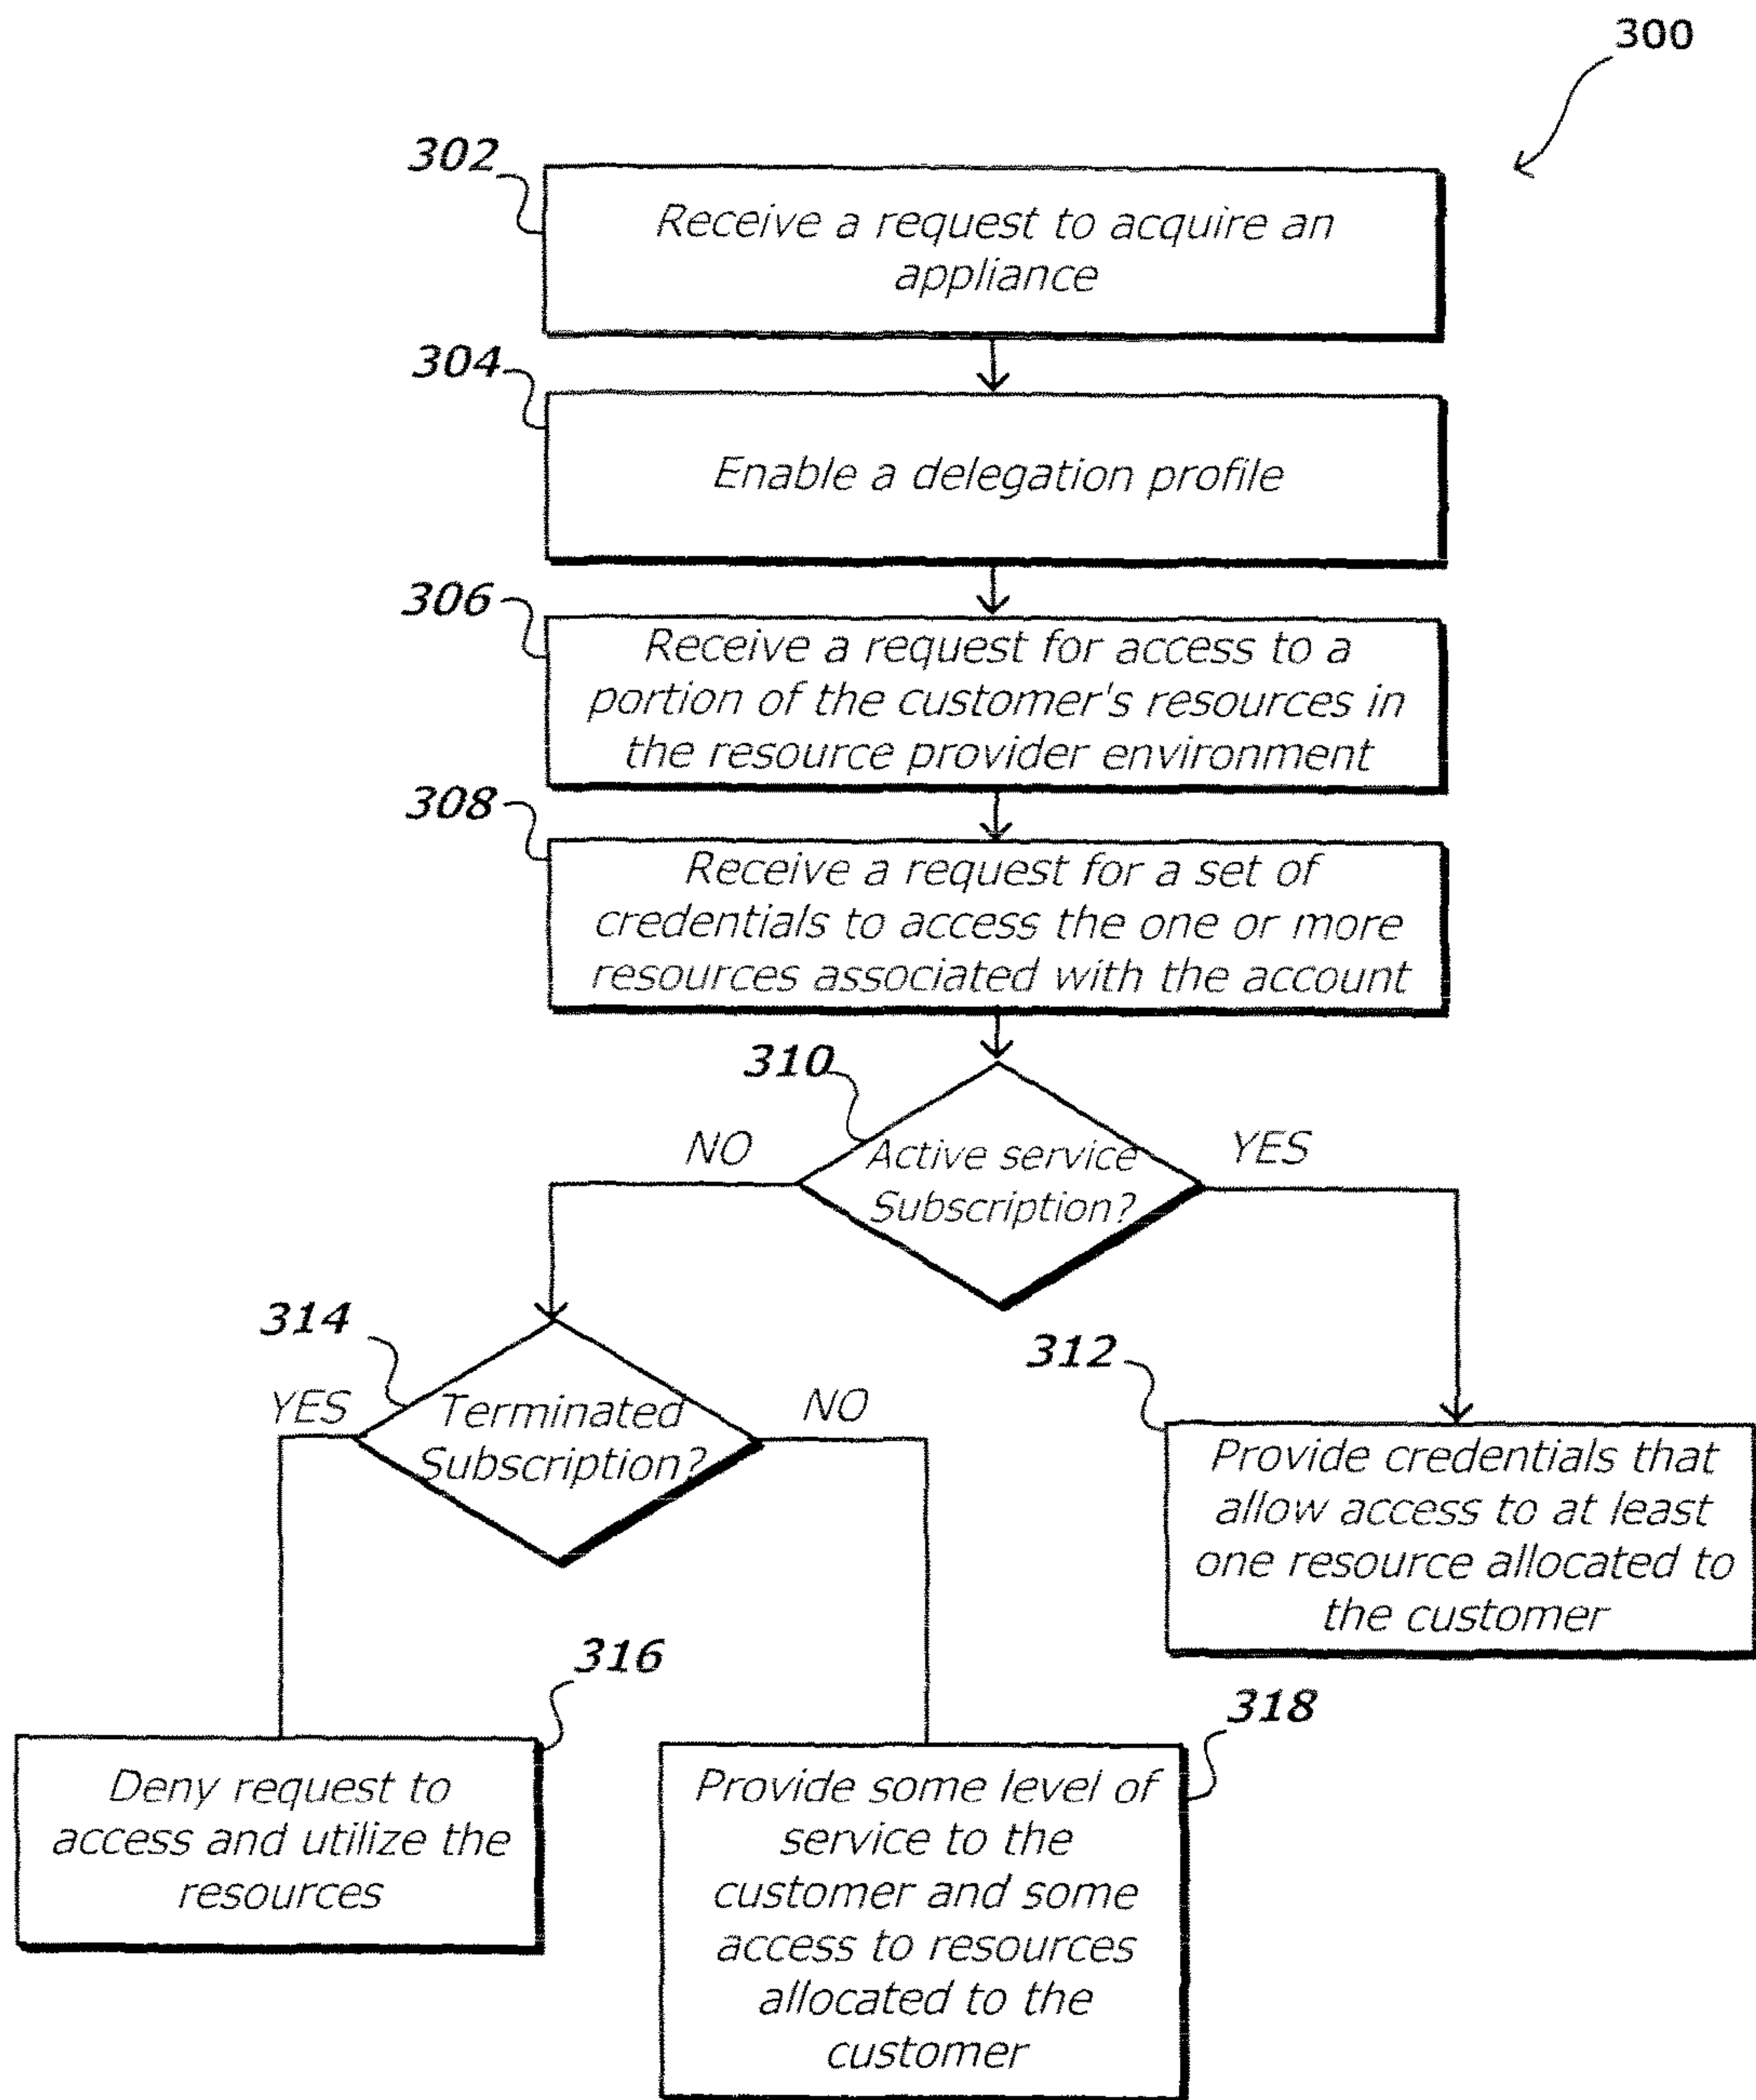 300
302
Receive a request to acquire an
appliance
304
Enable a delegation profile
306
Receive a request for access to a
portion of the customer's resources in
the resource provider environment
308
Receive a request for a set of
credentials to access the one or more
resources associated with the account
310
NO
Active service
Subscription?
YES
314
YES
Terminated
Subscription?
NO
312
Provide credentials that
allow access to at least
one resource allocated to
the customer
316
Deny request to
access and utilize the
resources
318
Provide some level of
service to the
customer and some
access to resources
allocated to the
customer